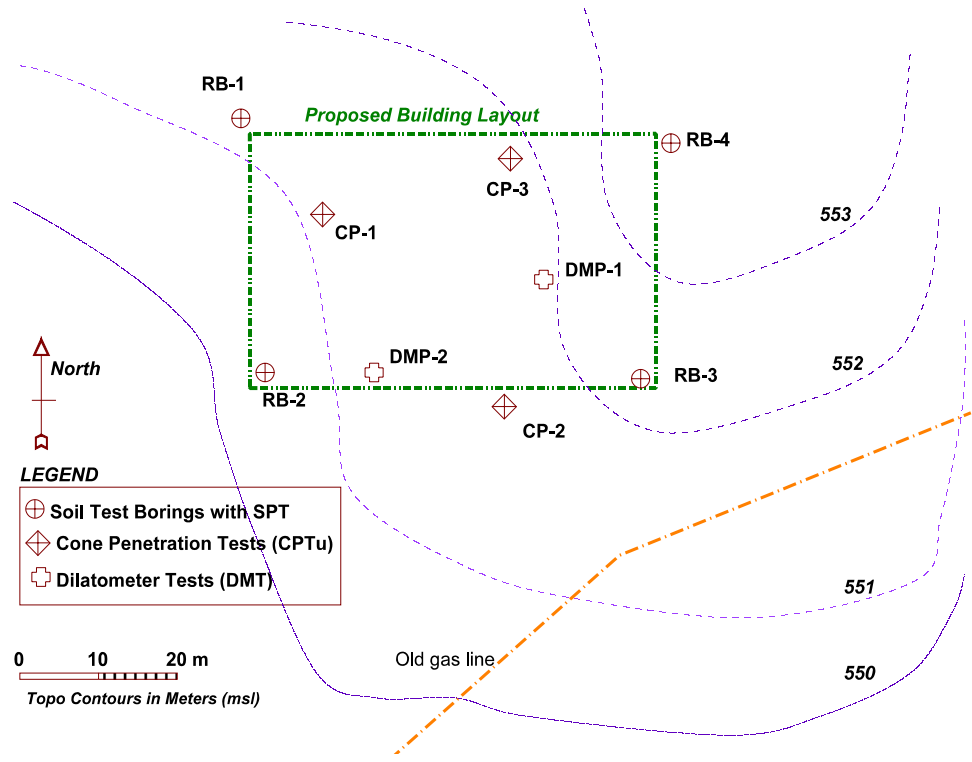 RB-1
Proposed Building Layout
RB-4
CP-3
553
CP-1
DMP-1
North
DMP-2
552
RB-3
RB-2
CP-2
LEGEND
Soil Test Borings with SPT
Cone Penetration Tests (CPTu)
Dilatometer Tests (DMT)
551
Old gas line
0 10 20 m
550
Topo Contours in Meters (msl)